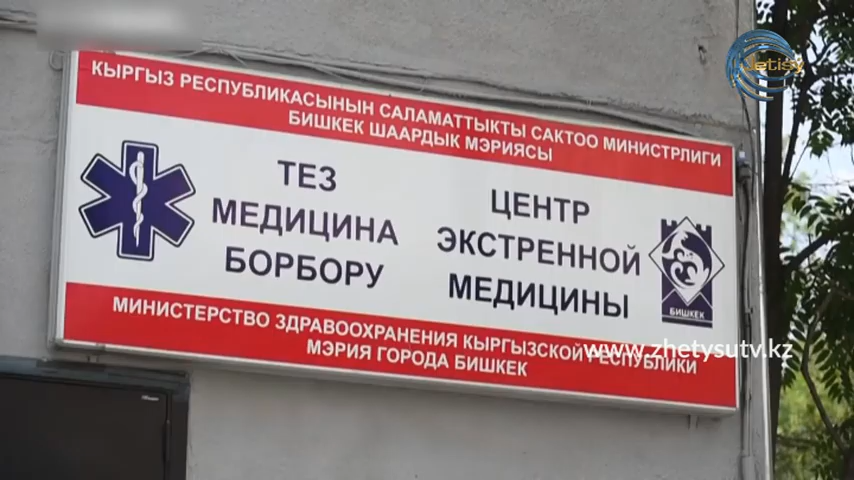 Jetisy
КЫРГЫЗ РЕСПУБЛИКАСЫНЫН САЛАМАТТЫКТЫ САКТОО МИНИСТРЛИГИ
БИШКЕК ШААРДЫК МЭРИЯСЫ
ТЕЗ
МЕДИЦИНА
БОРБОРУ
ЦЕНТР
ЭКСТРЕННОЙ
МЕДИЦИНЫ
БИШКЕК
МИНИСТЕРСТВО ЗДРАВООХРАНЕНИЯ КЫРГЫЗСКОЙ РЕСПУБЛИКИ
МЭРИЯ ГОРОДА БИШКЕК
www.zhetysutv.kz